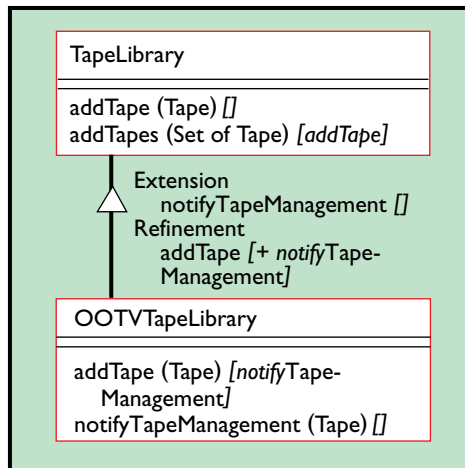 TapeLibrary
addTape (Tape) []
addTapes (Set of Tape) [addTape]
Extension
notifyTapeManagement []
Refinement
addTape [+ notifyTape-
Management]
OOTVTapeLibrary
addTape (Tape) [notifyTape-
Management]
notifyTapeManagement (Tape) []